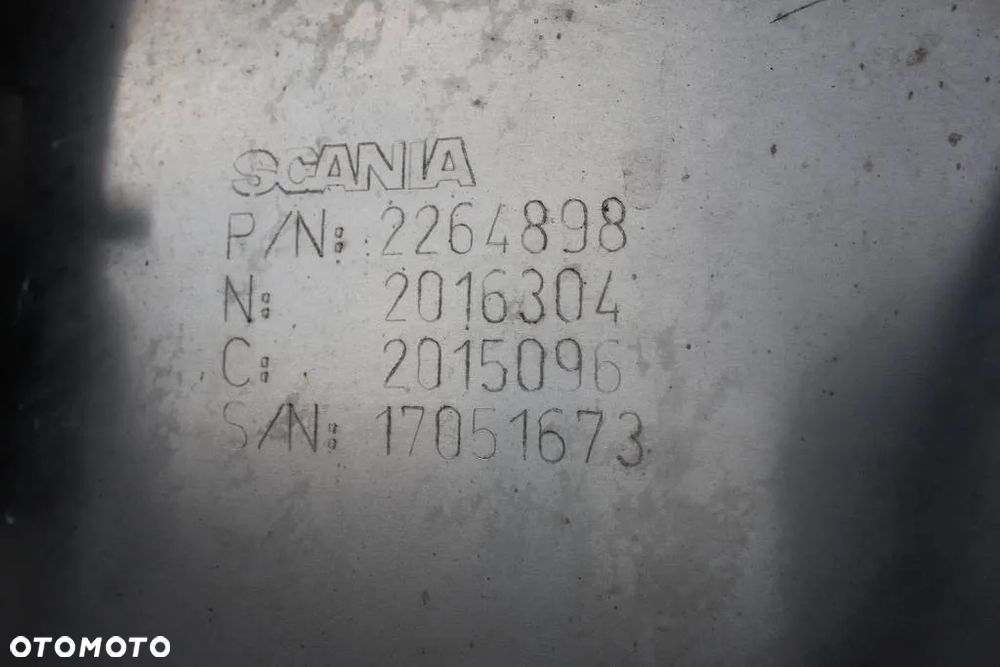 SCANIA
P/N: 2264898
N: 2016304
C: 2015096
S/N: 17051673
OTOMOTO